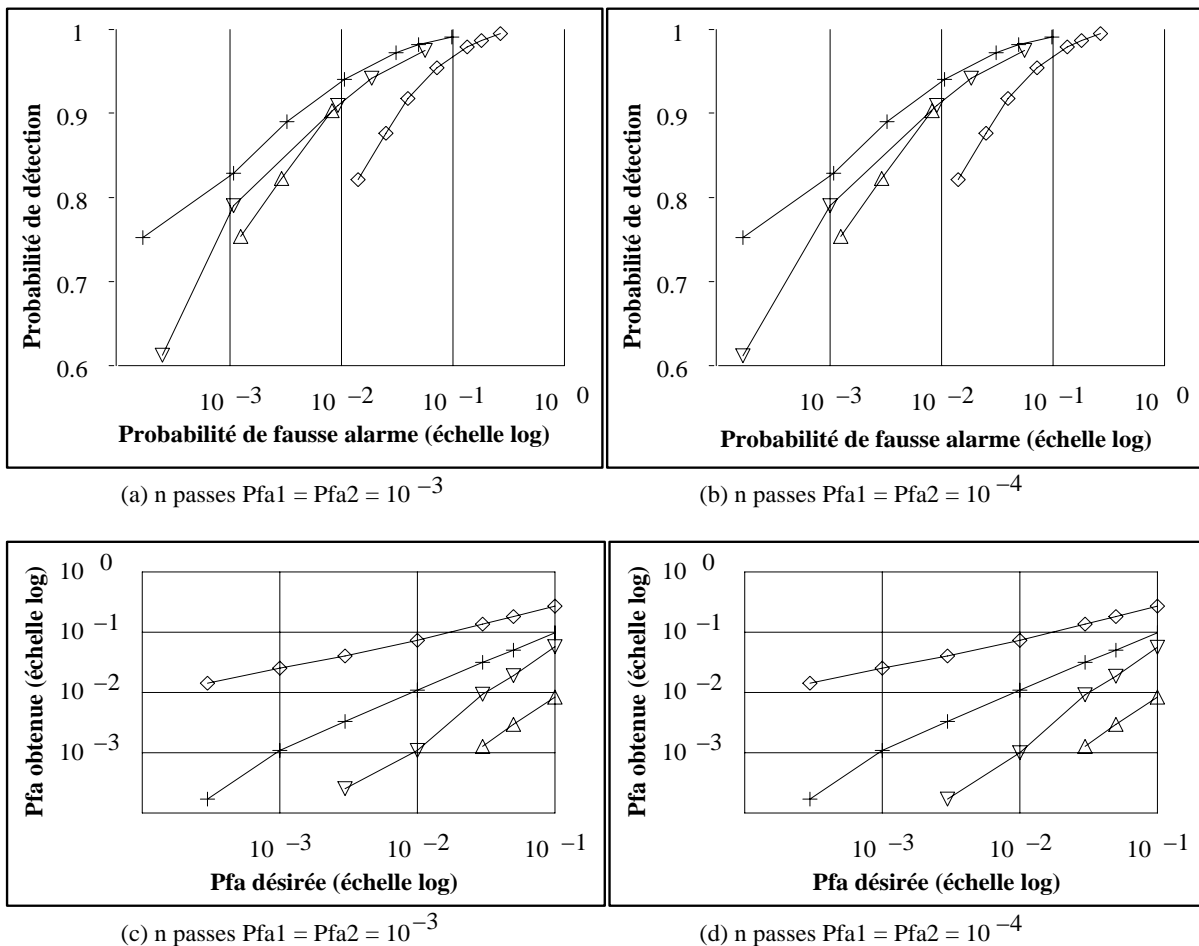 1
0.9
0.8
0.7
0.6
Probabilité de détection
10 −3
10 −2
10 −1
10 0
Probabilité de fausse alarme (échelle log)
(a) n passes Pfa1 = Pfa2 = 10 −3
1
0.9
0.8
0.7
0.6
Probabilité de détection
10 −3
10 −2
10 −1
10 0
Probabilité de fausse alarme (échelle log)
(b) n passes Pfa1 = Pfa2 = 10 −4
10 0
10 −1
10 −2
10 −3
Pfa obtenue (échelle log)
10 −3
10 −2
10 −1
Pfa désirée (échelle log)
(c) n passes Pfa1 = Pfa2 = 10 −3
10 0
10 −1
10 −2
10 −3
Pfa obtenue (échelle log)
10 −3
10 −2
10 −1
Pfa désirée (échelle log)
(d) n passes Pfa1 = Pfa2 = 10 −4